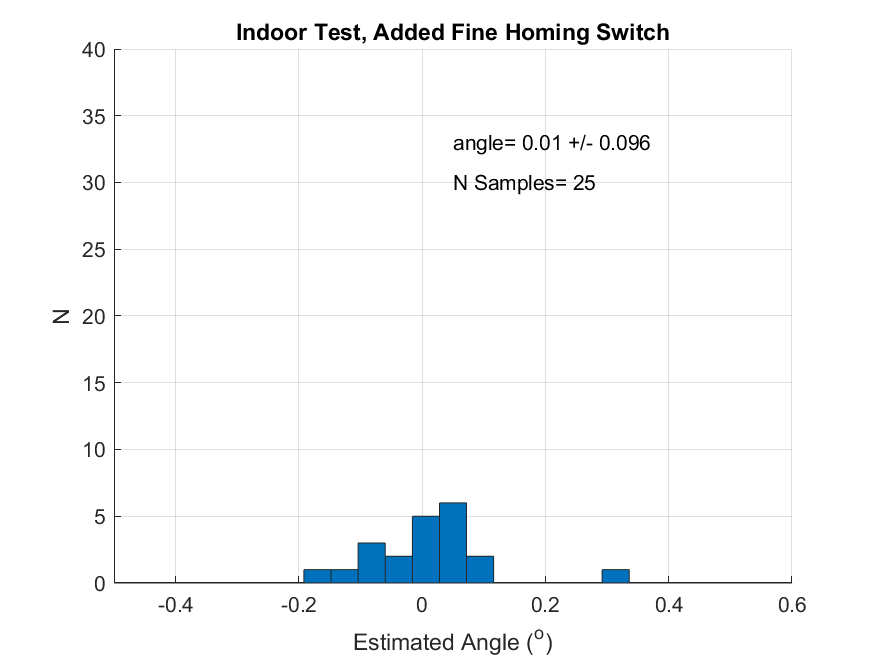 Indoor Test, Added Fine Homing Switch
40
35
30
25
20
15
10
5
0
N
angle= 0.01 +/- 0.096
N Samples= 25
-0.4 -0.2 0 0.2 0.4 0.6
Estimated Angle (o)